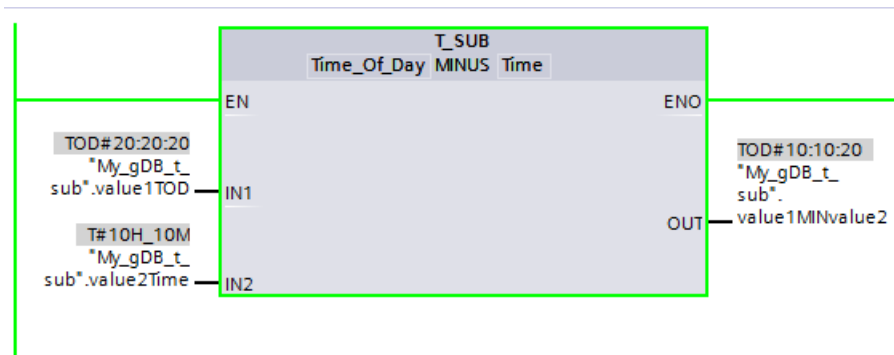 T_SUB
Time_Of_Day MINUS Time
EN
ENO
TOD#20:20:20
"My_gDB_t_
sub".value1TOD
IN1
T#10H_10M
"My_gDB_t_
sub".value2Time
IN2
TOD#10:10:20
"My_gDB_t_
sub".
value1MINvalue2
OUT